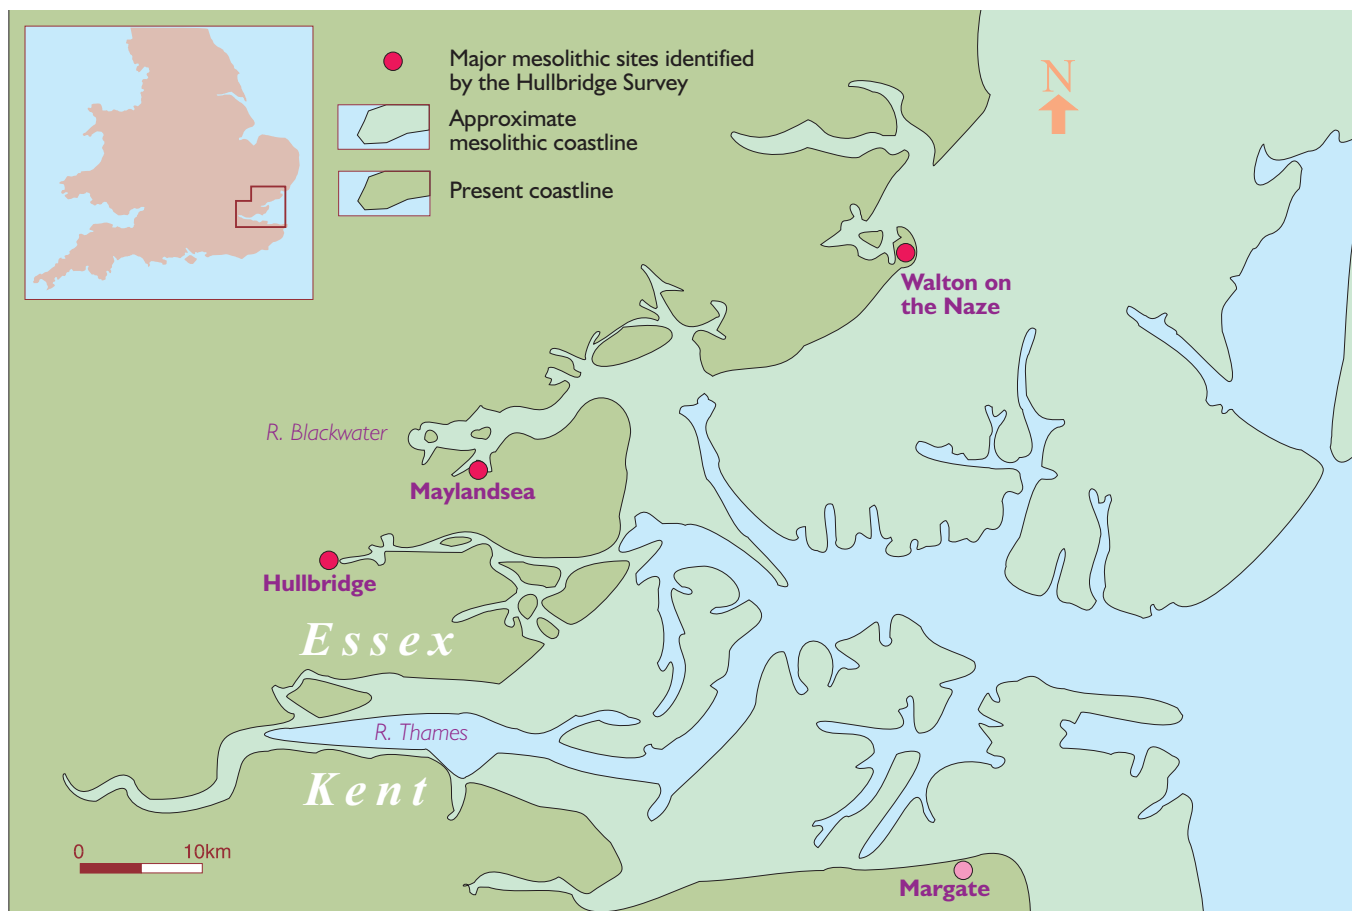 Major mesolithic sites identified
by the Hullbridge Survey
Approximate
mesolithic coastline
Present coastline
N
Walton on
the Naze
R. Blackwater
Maylandsea
Hullbridge
Essex
R. Thames
Kent
0 10km
Margate